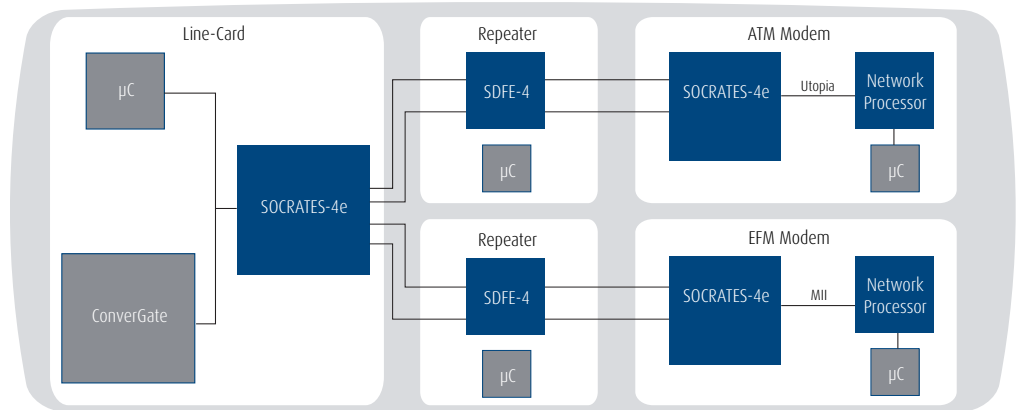 Line-Card
µC
SOCRATES-4e
ConverGate
Repeater
SDFE-4
µC
Repeater
SDFE-4
µC
ATM Modem
SOCRATES-4e
Utopia
Network
Processor
µC
EFM Modem
SOCRATES-4e
MII
Network
Processor
µC